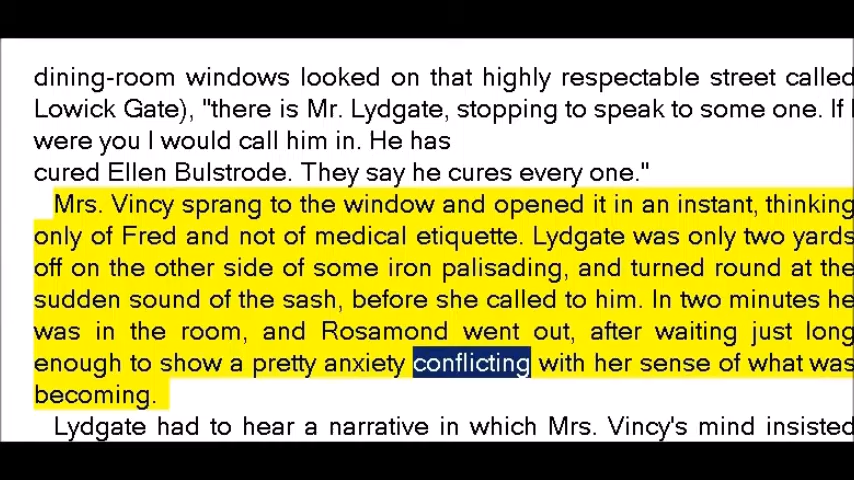 dining-room windows looked on that highly respectable street called
Lowick Gate), "there is Mr. Lydgate, stopping to speak to some one. If I
were you I would call him in. He has
cured Ellen Bulstrode. They say he cures every one."
Mrs. Vincy sprang to the window and opened it in an instant, thinking
only of Fred and not of medical etiquette. Lydgate was only two yards
off on the other side of some iron palisading, and turned round at the
sudden sound of the sash, before she called to him. In two minutes he
was in the room, and Rosamond went out, after waiting just long
enough to show a pretty anxiety conflicting with her sense of what was
becoming.
Lydgate had to hear a narrative in which Mrs. Vincy's mind insisted